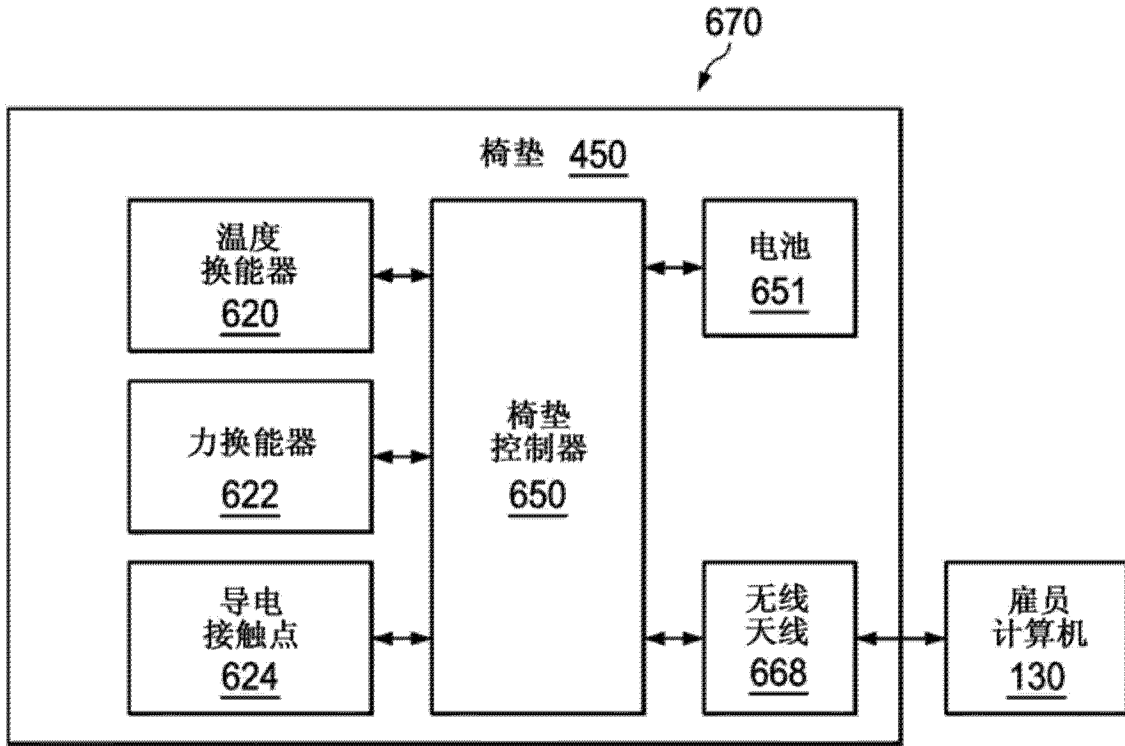 670
椅垫 450
温度
换能器
620
力换能器
622
导电
接触点
624
椅垫
控制器
650
电池
651
无线
天线
668
雇员
计算机
130